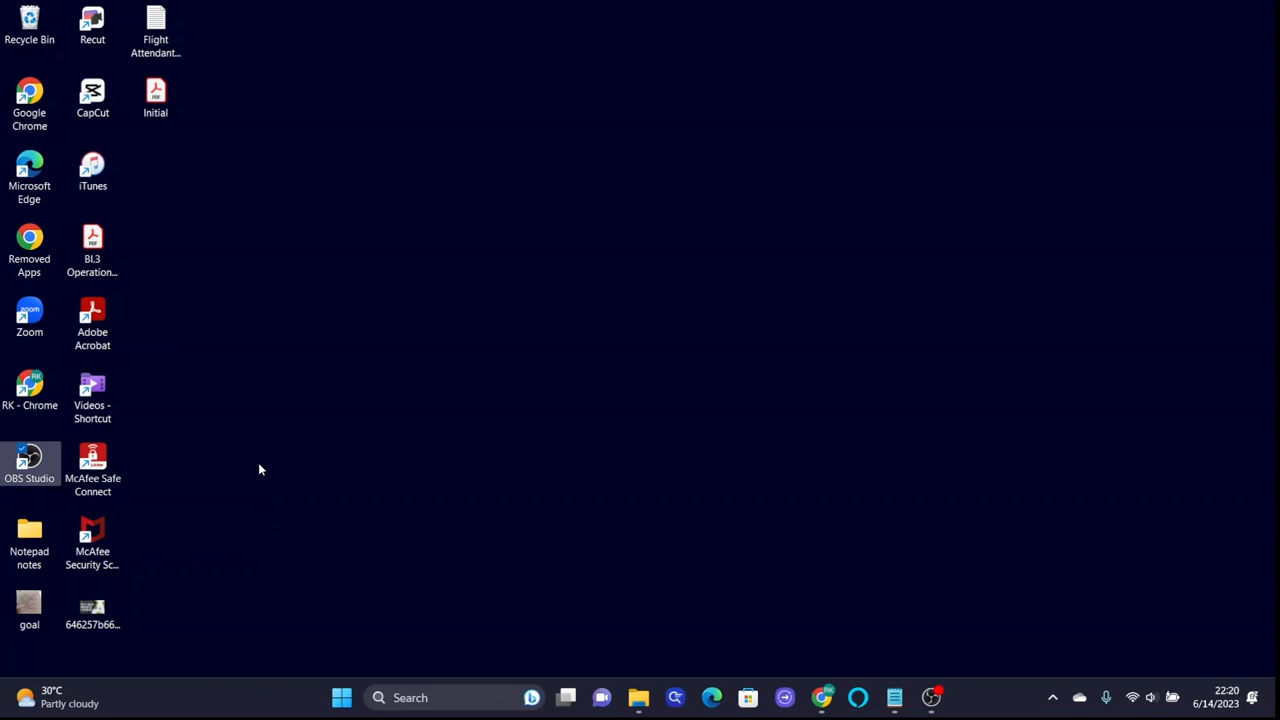 Recycle Bin
Recut
Flight
Attendant...
Google
Chrome
CapCut
Initial
Microsoft
Edge
iTunes
Removed
Apps
BI.3
Operation...
Zoom
Adobe
Acrobat
RK - Chrome
Videos -
Shortcut
OBS Studio
McAfee Safe
Connect
Notepad
notes
McAfee
Security Sc...
goal
646257b66...
30°C
Partly cloudy
Search
22:20
6/14/2023